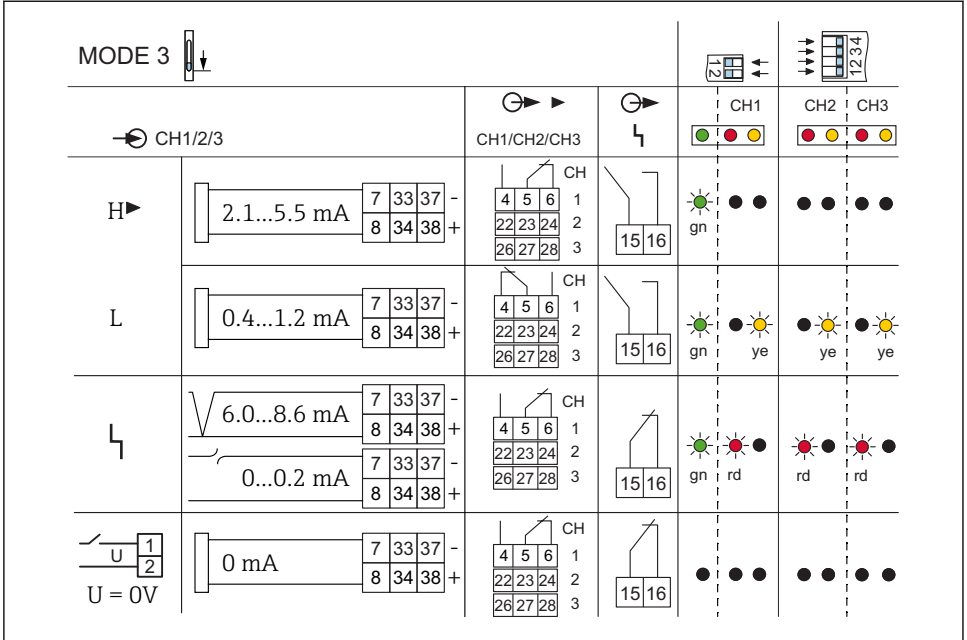 MODE 3
1 2
1 2 3 4
CH1/2/3
CH1/CH2/CH3
CH1
CH2 CH3
H
2.1...5.5 mA
7 33 37 -
8 34 38 +
CH
4 5 6 1
22 23 24 2
26 27 28 3
15 16
gn
L
0.4...1.2 mA
7 33 37 -
8 34 38 +
CH
4 5 6 1
22 23 24 2
26 27 28 3
15 16
gn ye ye ye
6.0...8.6 mA
7 33 37 -
8 34 38 +
0...0.2 mA
7 33 37 -
8 34 38 +
CH
4 5 6 1
22 23 24 2
26 27 28 3
15 16
gn rd rd rd
U
1
2
U = 0V
0 mA
7 33 37 -
8 34 38 +
CH
4 5 6 1
22 23 24 2
26 27 28 3
15 16